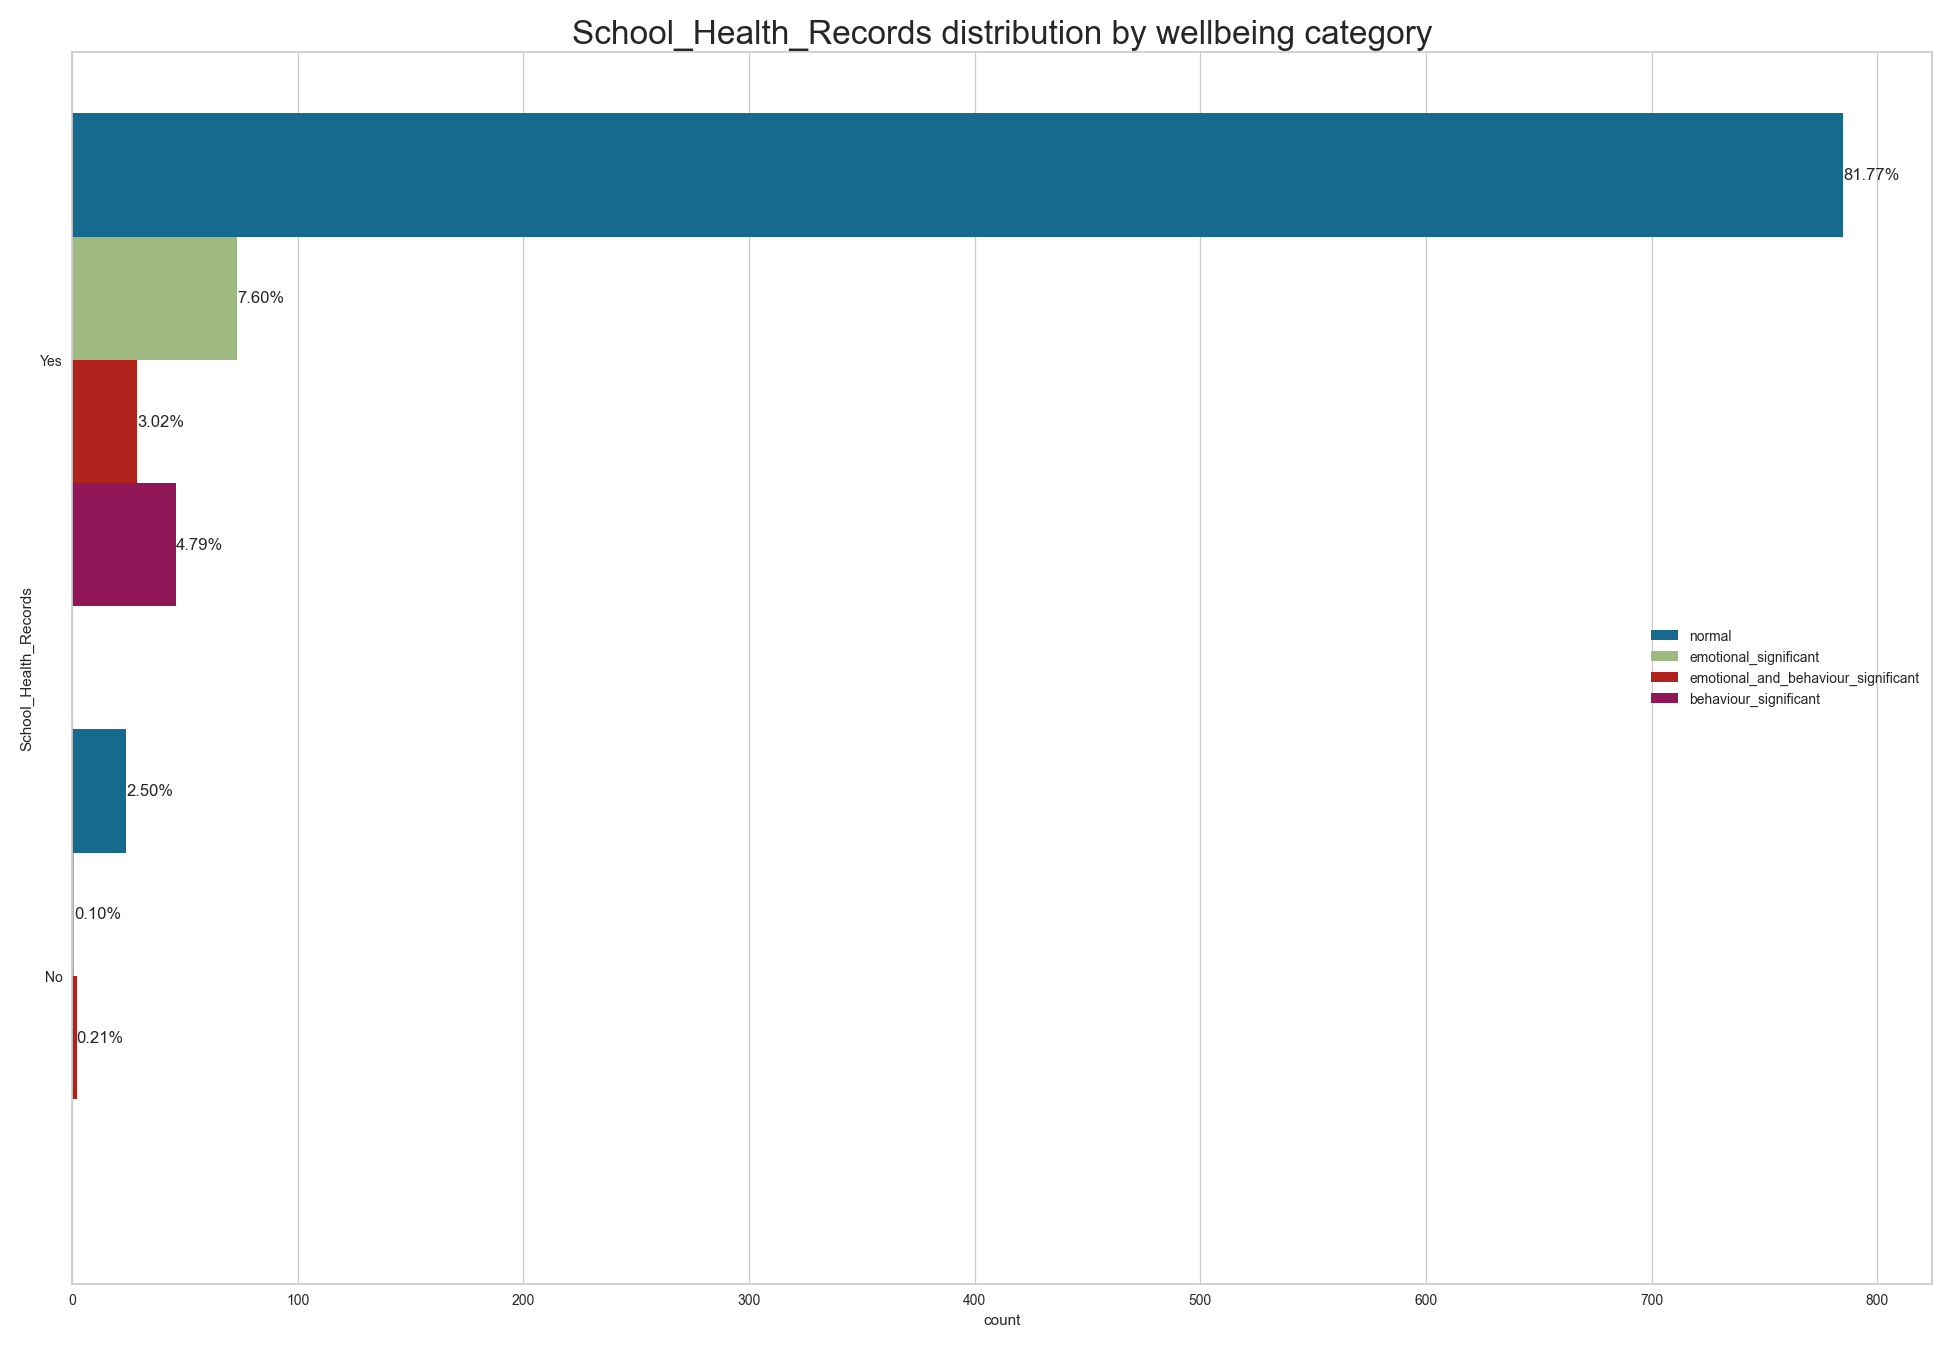 School_Health_Records distribution by wellbeing category
81.77%
7.60%
Yes
3.02%
4.79%
School_Health_Records
normal
emotional_significant
emotional_and_behaviour_significant
behaviour_significant
2.50%
0.10%
No
0.21%
0 100 200 300 400 500 600 700 800
count